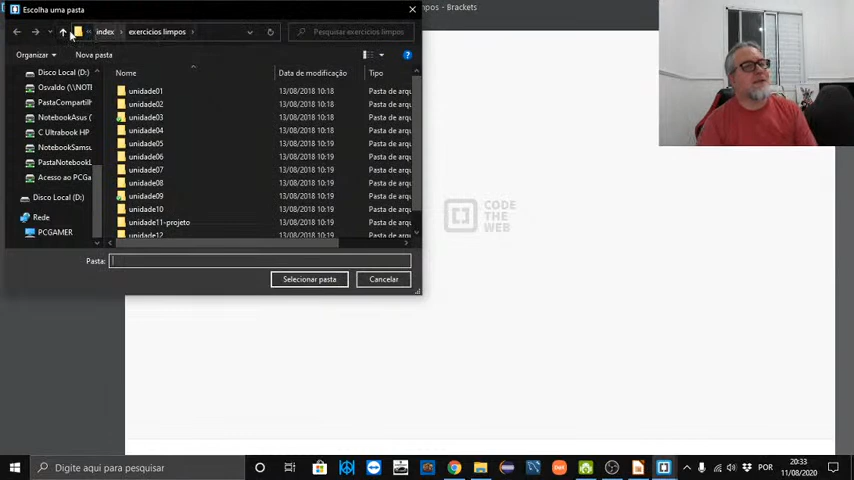 Escolha uma pasta
mpos - Brackets
index
exercicios limpos
Pesquisar exercicios limpos
Organizar
Nova pasta
Nome
Data de modificação
Tipo
Disco Local (D:)
Osvaldo (\\NOTE
PastaCompartilh
NotebookAsus (
C Ultrabook HP
NotebookSamsu
PastaNotebookL
Acesso ao PCGa
Disco Local (D:)
Rede
PCGAMER
unidade01 13/08/2018 10:18 Pasta de arqu
unidade02 13/08/2018 10:18 Pasta de arqu
unidade03 13/08/2018 10:18 Pasta de arqu
unidade04 13/08/2018 10:18 Pasta de arqu
unidade05 13/08/2018 10:19 Pasta de arqu
unidade06 13/08/2018 10:19 Pasta de arqu
unidade07 13/08/2018 10:19 Pasta de arqu
unidade08 13/08/2018 10:19 Pasta de arqu
unidade09 13/08/2018 10:19 Pasta de arqu
unidade10 13/08/2018 10:19 Pasta de arqu
unidade11-projeto 13/08/2018 10:19 Pasta de arqu
unidade12 13/08/2018 10:19 Pasta de arqu
Pasta:
Selecionar pasta
Cancelar
CODE
THE
WEB
Digite aqui para pesquisar
POR
20:33
11/08/2020